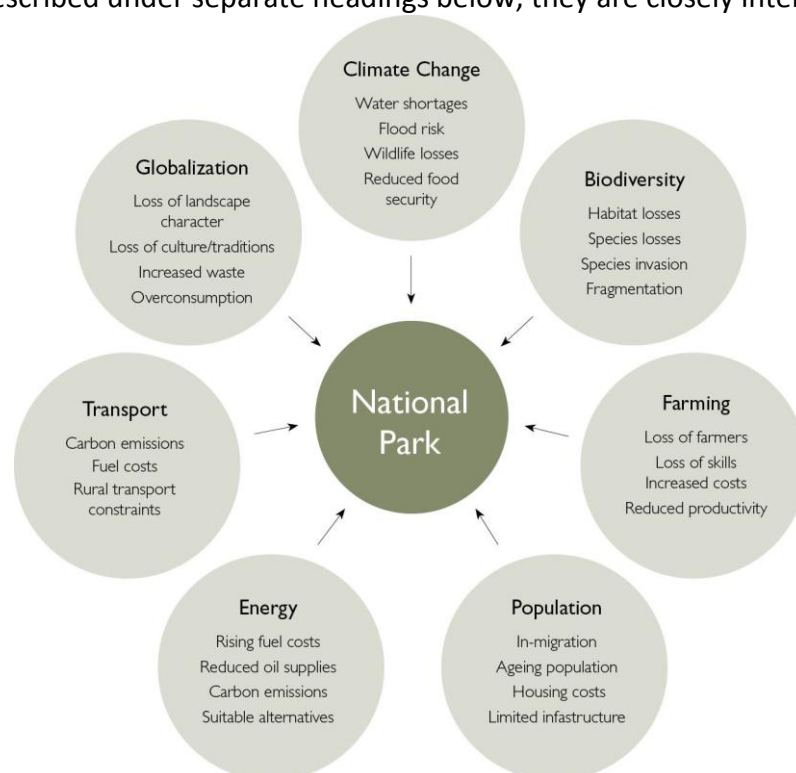 scribed under separate headings below, they are closely inter
Climate Change
Water shortages
Flood risk
Wildlife losses
Reduced food
security
Globalization
Loss of landscape
character
Loss of culture/traditions
Increased waste
Overconsumption
Biodiversity
Habitat losses
Species losses
Species invasion
Fragmentation
National
Park
Transport
Carbon emissions
Fuel costs
Rural transport
constraints
Farming
Loss of farmers
Loss of skills
Increased costs
Reduced productivity
Energy
Rising fuel costs
Reduced oil supplies
Carbon emissions
Suitable alternatives
Population
In-migration
Ageing population
Housing costs
Limited infastructure